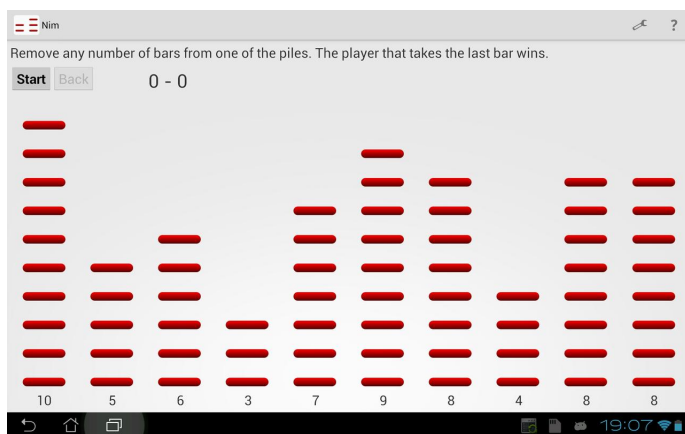 Nim
?
Remove any number of bars from one of the piles. The player that takes the last bar wins.
Start Back 0 - 0
10 5 6 3 7 9 8 4 8 8
19:07